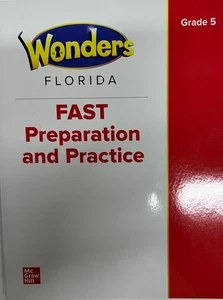 Grade 5
Wonders
FLORIDA
FAST
Preparation
and Practice
Mc
Graw
Hill